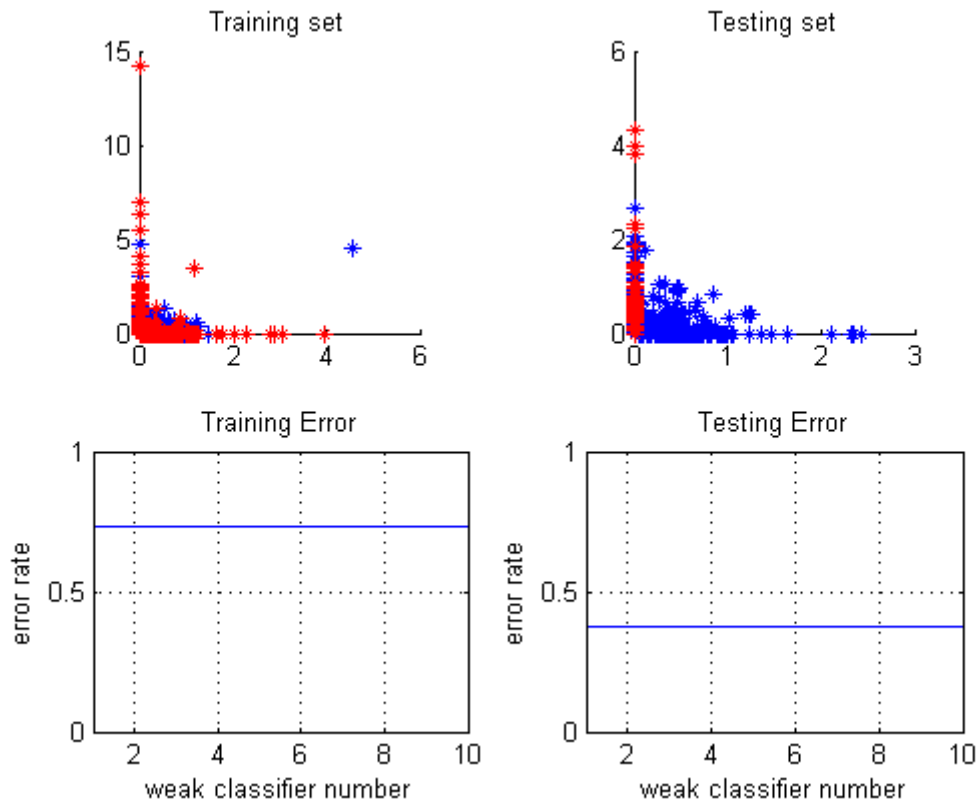 Training set
15
10
5
0
0 2 4 6
Testing set
6
4
2
0
0 1 2 3
Training Error
1
0.5
0
2 4 6 8 10
error rate
weak classifier number
Testing Error
1
0.5
0
2 4 6 8 10
error rate
weak classifier number